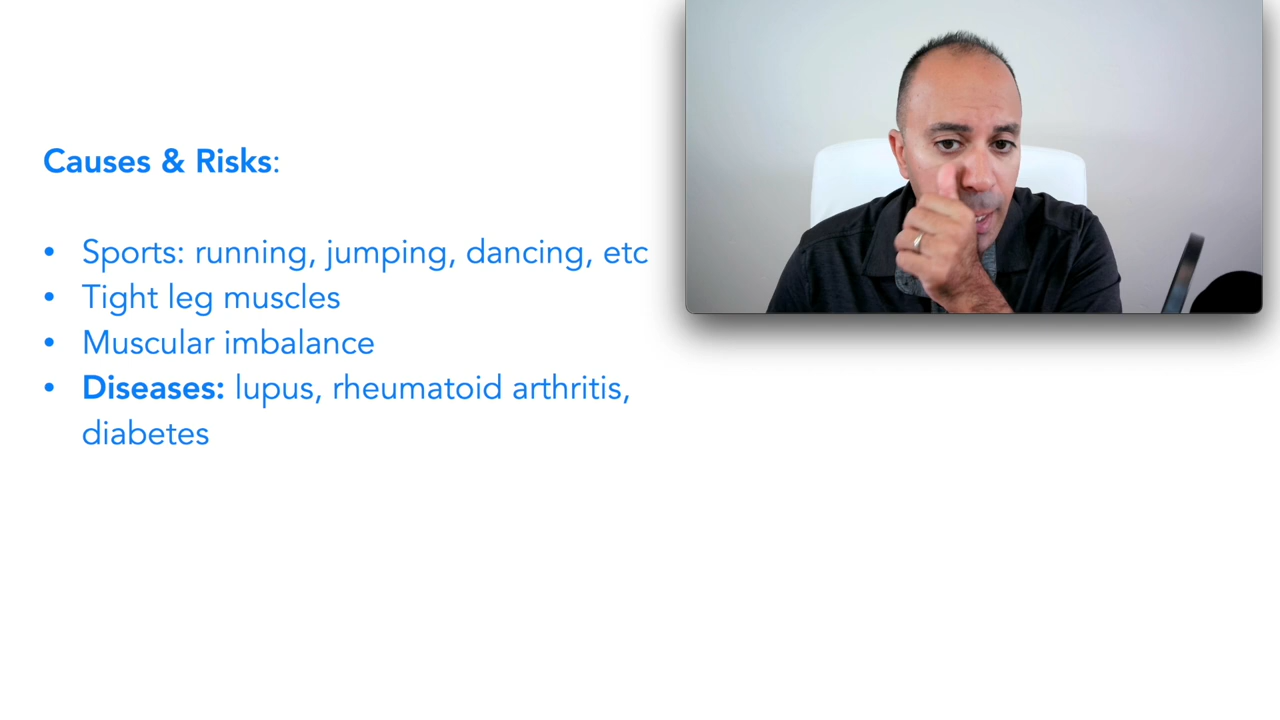 Causes & Risks:
• Sports: running, jumping, dancing, etc
• Tight leg muscles
• Muscular imbalance
• Diseases: lupus, rheumatoid arthritis,
diabetes